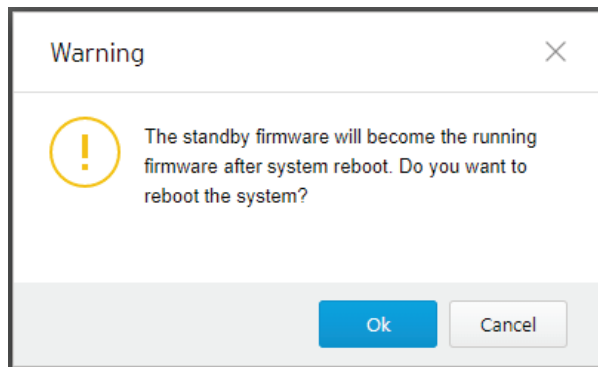 Warning
The standby firmware will become the running
firmware after system reboot. Do you want to
reboot the system?
Ok
Cancel